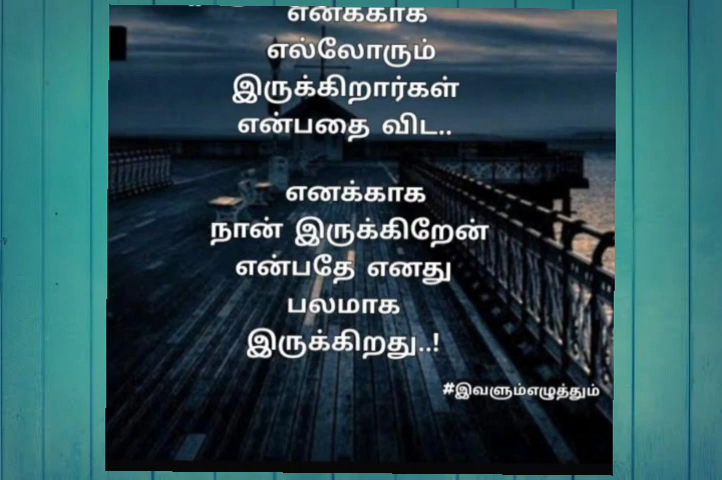 எனக்காக
எல்லோரும்
இருக்கிறார்கள்
என்பதை விட..
எனக்காக
நான் இருக்கிறேன்
என்பதே எனது
பலமாக
இருக்கிறது..!
#இவளும்எழுத்தும்